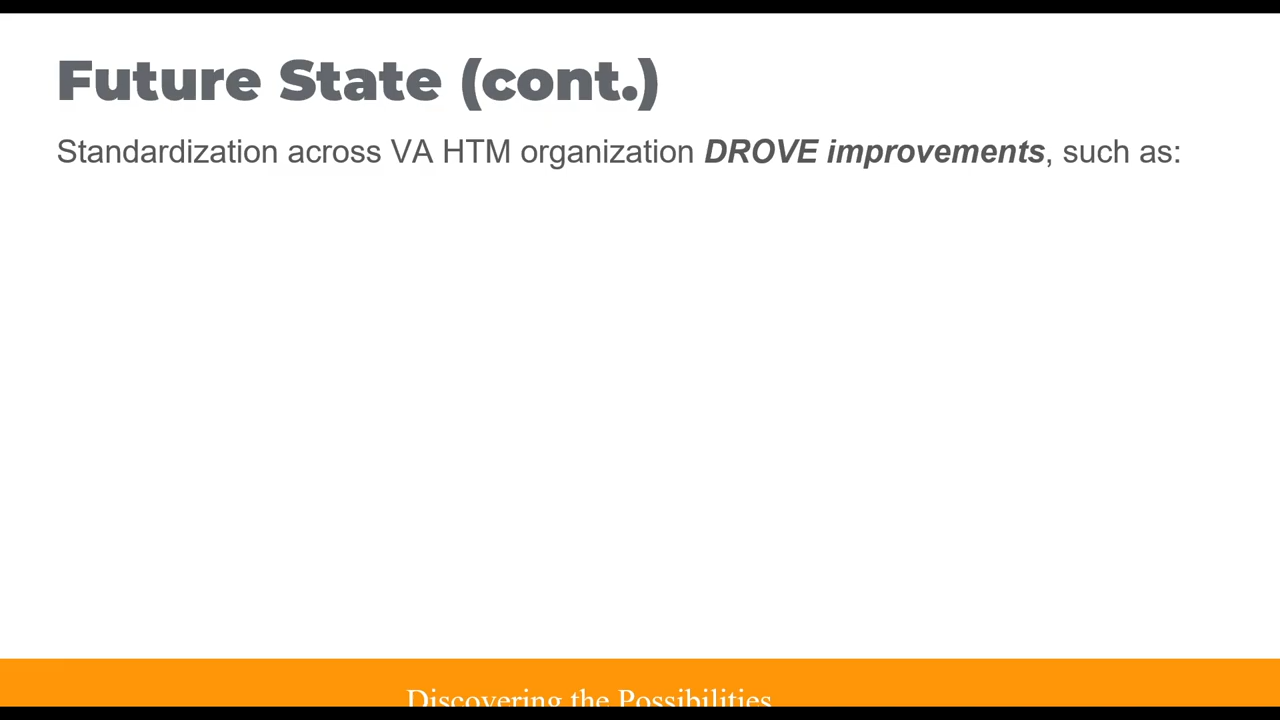 Future State (cont.)
Standardization across VA HTM organization DROVE improvements, such as:
Discovering the Possibilities